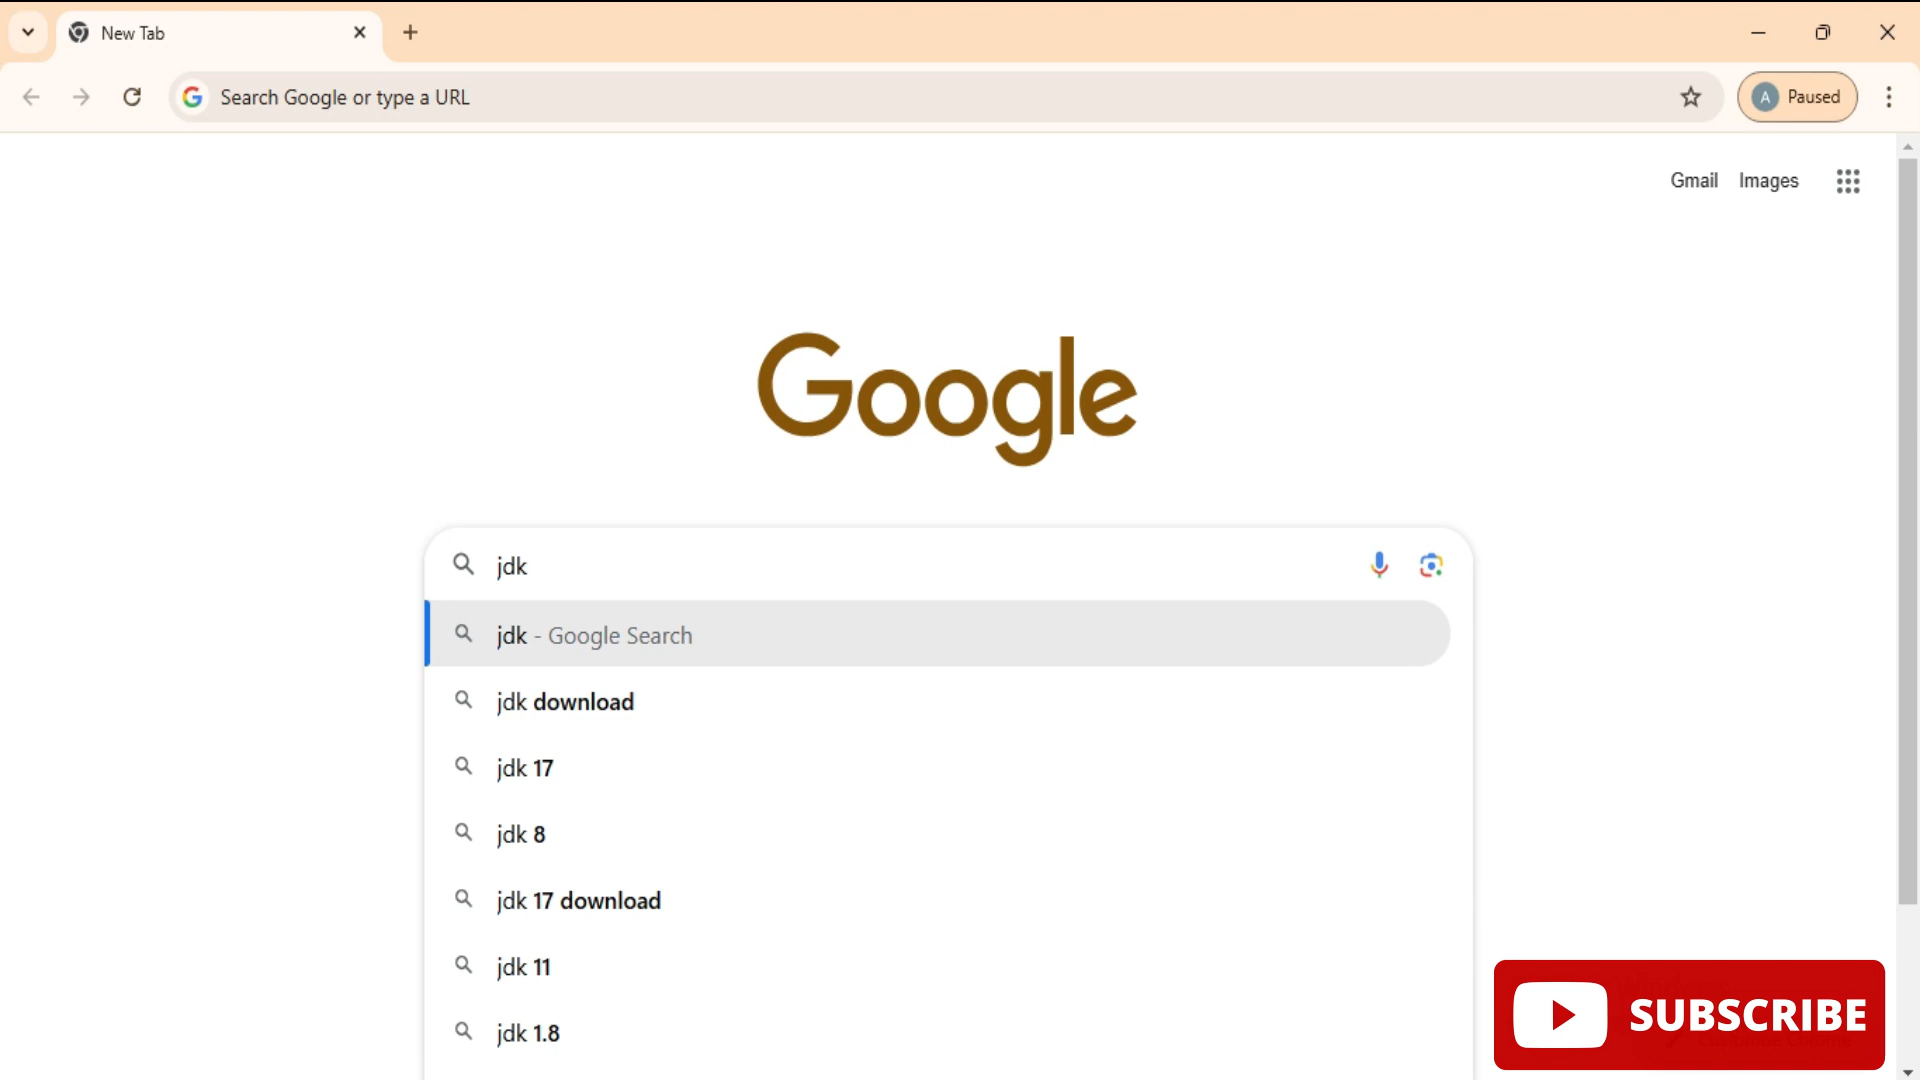 New Tab
Search Google or type a URL
A Paused
Gmail Images
Google
jdk
jdk - Google Search
jdk download
jdk 17
jdk 8
jdk 17 download
jdk 11
jdk 1.8
SUBSCRIBE